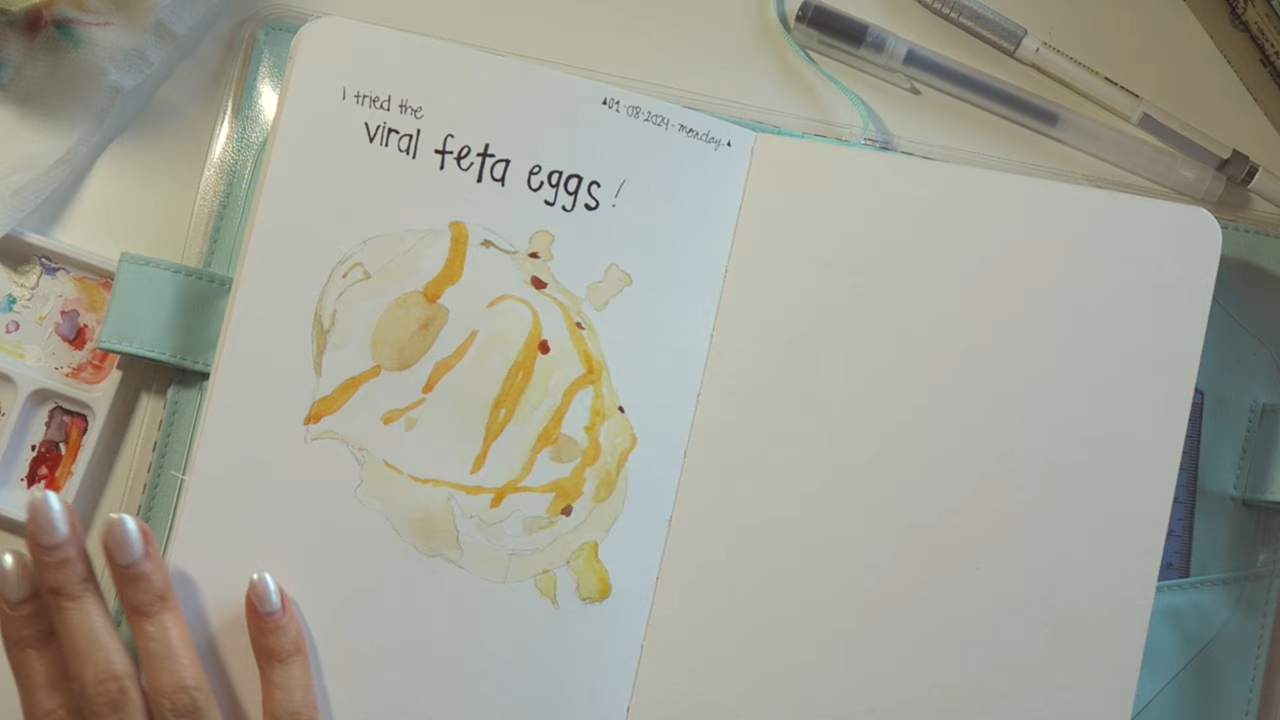 ▲01·08·2024-monday▲
I tried the
viral feta eggs!